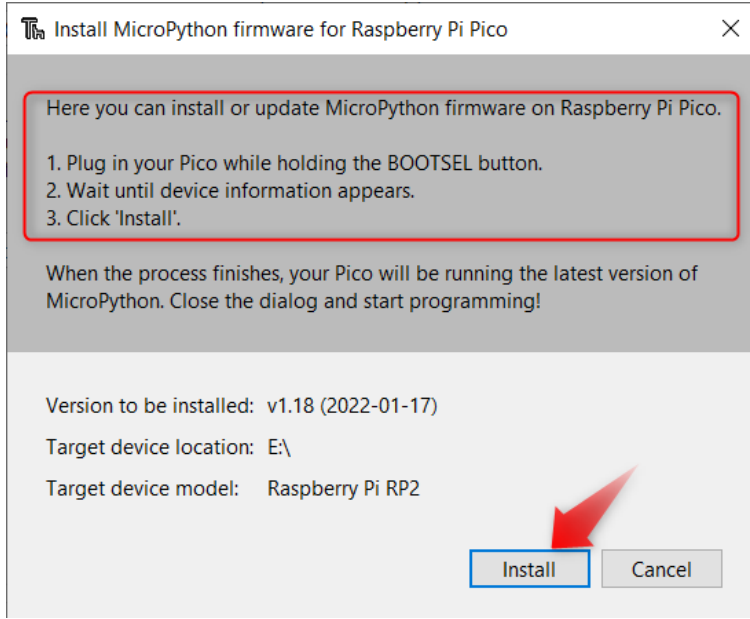 Install MicroPython firmware for Raspberry Pi Pico
Here you can install or update MicroPython firmware on Raspberry Pi Pico.
1. Plug in your Pico while holding the BOOTSEL button.
2. Wait until device information appears.
3. Click 'Install'.
When the process finishes, your Pico will be running the latest version of
MicroPython. Close the dialog and start programming!
Version to be installed: v1.18 (2022-01-17)
Target device location: E:\
Target device model: Raspberry Pi RP2
Install Cancel